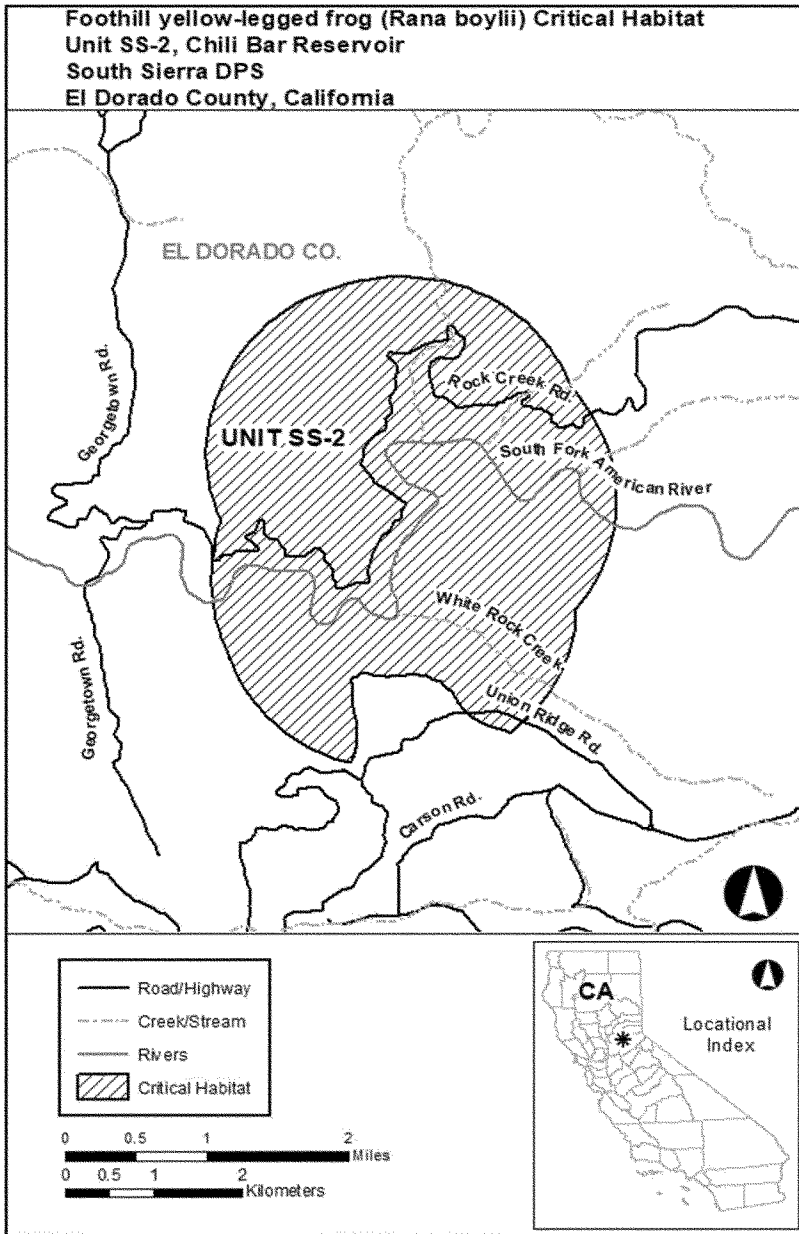 Foothill yellow-legged frog (Rana boylii) Critical Habitat
Unit SS-2, Chili Bar Reservoir
South Sierra DPS
El Dorado County, California
EL DORADO CO.
Georgetown Rd.
Rock Creek Rd.
UNIT SS-2
South Fork American River
White Rock Creek
Georgetown Rd.
Union Ridge Rd.
Carson Rd.
Road/Highway
Creek/Stream
Rivers
Critical Habitat
0 0.5 1 2
Miles
0 0.5 1 2
Kilometers
CA
Locational
Index